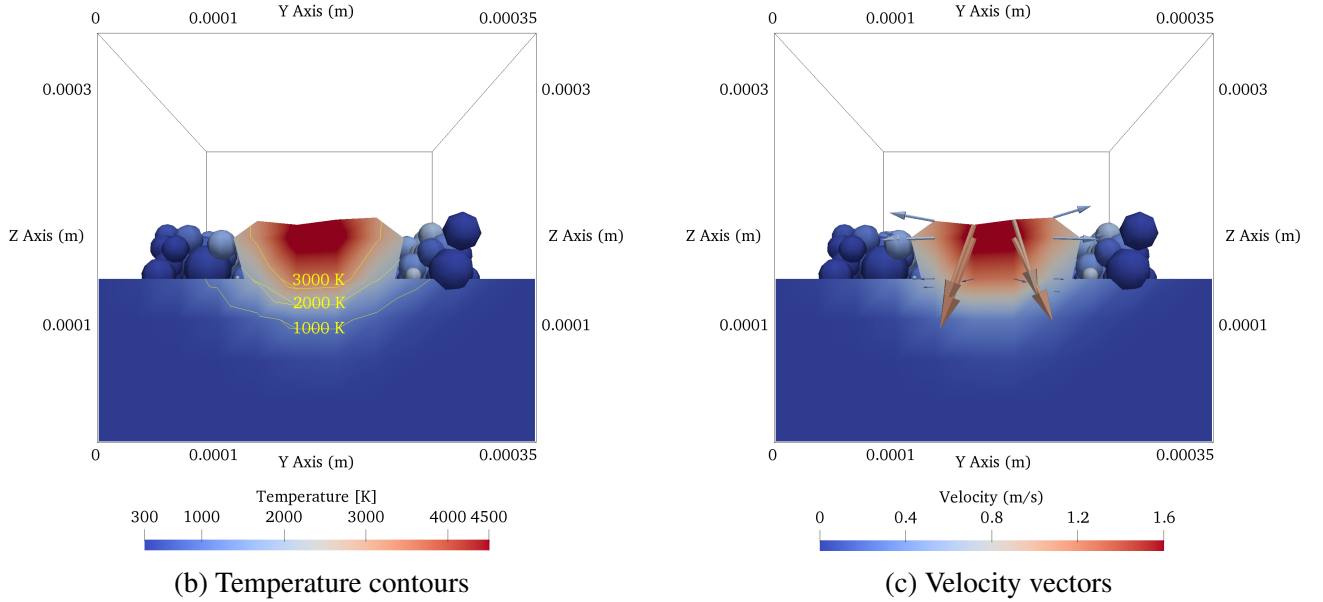 Y Axis (m)
0 0.0001 0.00035
0.0003 0.0003
Z Axis (m) Z Axis (m)
3000 K
2000 K
1000 K
0.0001 0.0001
0 0.0001 0.00035
Y Axis (m)
Temperature [K]
300 1000 2000 3000 4000 4500
(b) Temperature contours
Y Axis (m)
0 0.0001 0.00035
0.0003 0.0003
Z Axis (m) Z Axis (m)
0.0001 0.0001
0 0.0001 0.00035
Y Axis (m)
Velocity (m/s)
0 0.4 0.8 1.2 1.6
(c) Velocity vectors